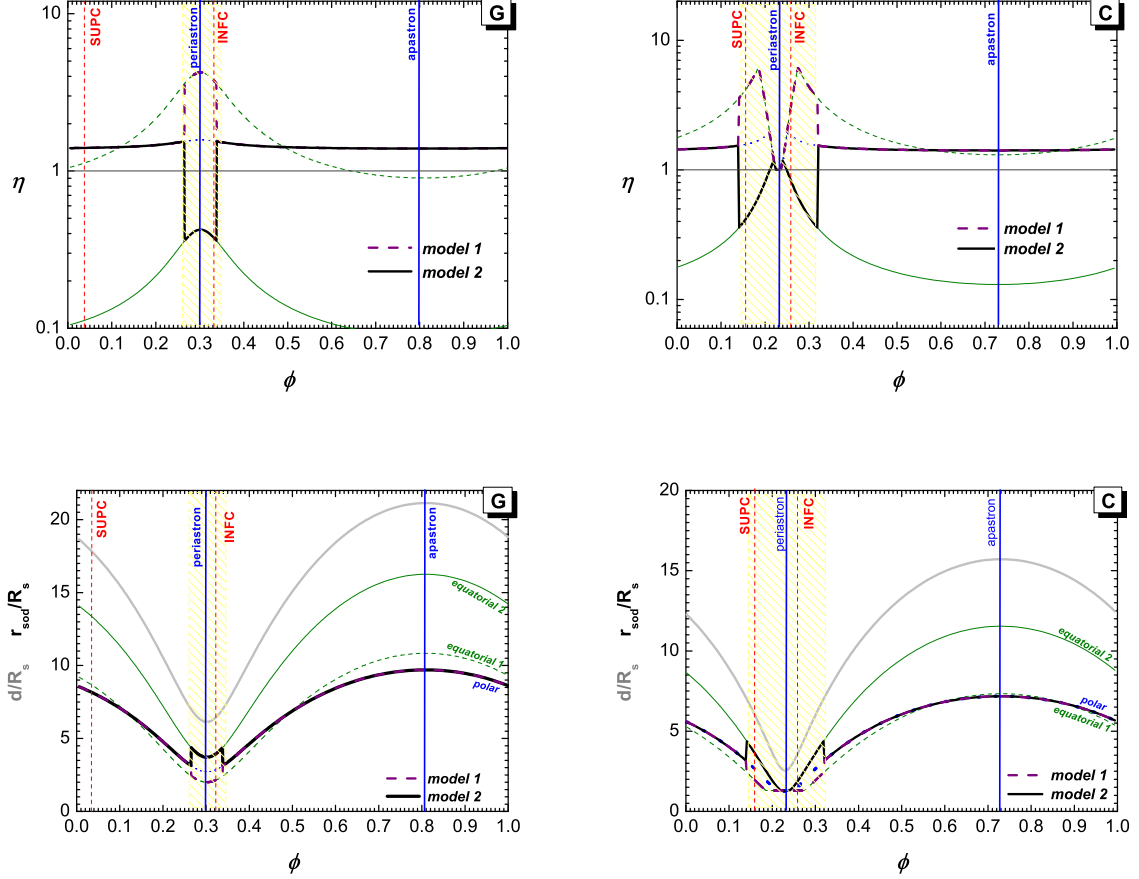 G
10
1
0.1
η
SUPC
periastron
INFC
apastron
model 1
model 2
0.0 0.1 0.2 0.3 0.4 0.5 0.6 0.7 0.8 0.9 1.0
ϕ
C
10
1
0.1
η
SUPC
periastron
INFC
apastron
model 1
model 2
0.0 0.1 0.2 0.3 0.4 0.5 0.6 0.7 0.8 0.9 1.0
ϕ
G
20
15
10
5
0
d/Rs rsod/Rs
SUPC
periastron
INFC
apastron
equatorial 2
equatorial 1
polar
model 1
model 2
0.0 0.1 0.2 0.3 0.4 0.5 0.6 0.7 0.8 0.9 1.0
ϕ
C
20
15
10
5
0
d/Rs rsod/Rs
SUPC
periastron
INFC
apastron
equatorial 2
polar
equatorial 1
model 1
model 2
0.0 0.1 0.2 0.3 0.4 0.5 0.6 0.7 0.8 0.9 1.0
ϕ